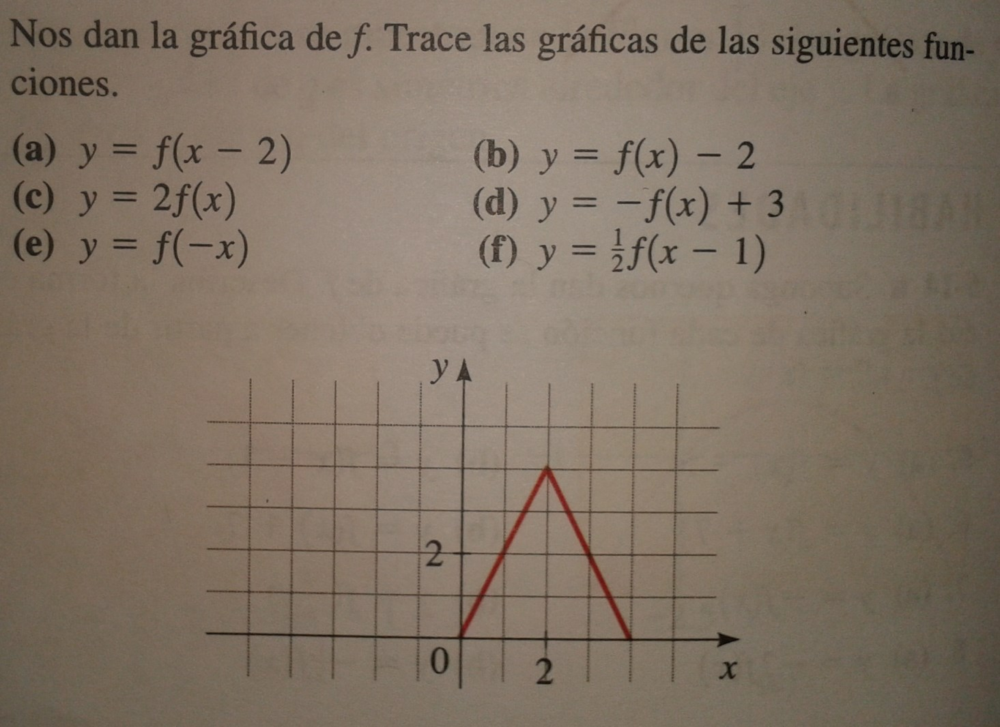 Nos dan la gráfica de f. Trace las gráficas de las siguientes fun-
ciones.
(a) y = f(x − 2) (b) y = f(x) − 2
(c) y = 2f(x) (d) y = −f(x) + 3
(e) y = f(−x) (f) y = ½f(x − 1)
y
2
0 2 x